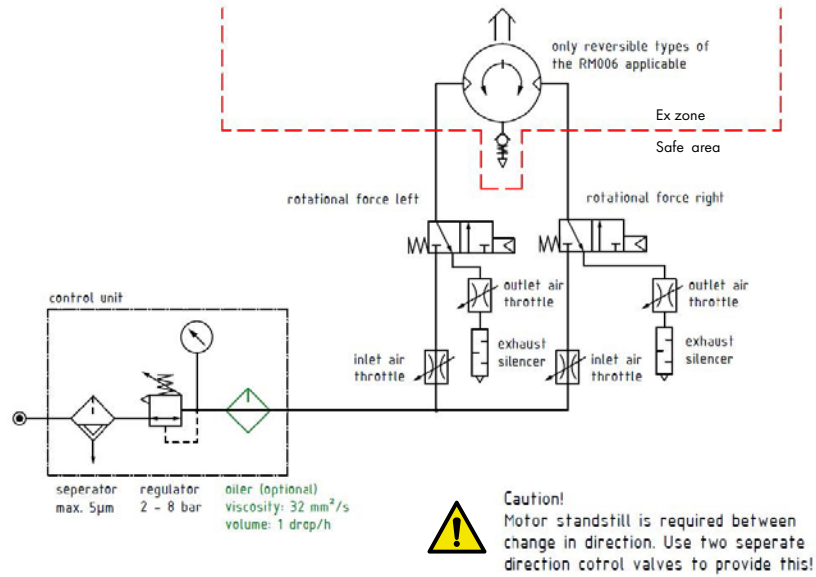 only reversible types of
the RM006 applicable
Ex zone
Safe area
rotational force left
rotational force right
outlet air
throttle
outlet air
throttle
control unit
inlet air
throttle
exhaust
silencer
inlet air
throttle
exhaust
silencer
seperator
max. 5µm
regulator
2 - 8 bar
oiler (optional)
viscosity: 32 mm²/s
volume: 1 drop/h
Caution!
Motor standstill is required between
change in direction. Use two seperate
direction cotrol valves to provide this!